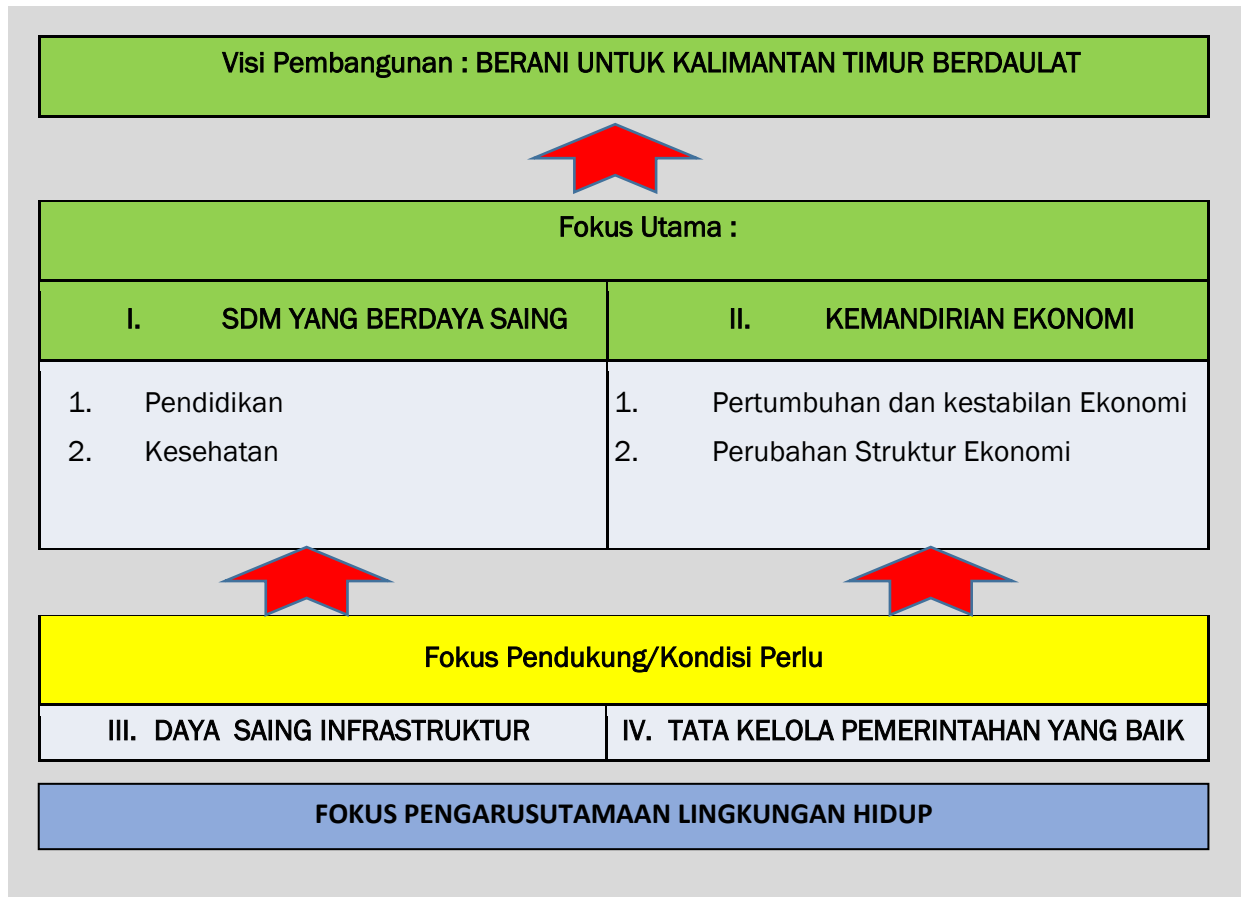 Visi Pembangunan : BERANI UNTUK KALIMANTAN TIMUR BERDAULAT
Fokus Utama :
I. SDM YANG BERDAYA SAING
II. KEMANDIRIAN EKONOMI
1. Pendidikan
2. Kesehatan
1. Pertumbuhan dan kestabilan Ekonomi
2. Perubahan Struktur Ekonomi
Fokus Pendukung/Kondisi Perlu
III. DAYA SAING INFRASTRUKTUR
IV. TATA KELOLA PEMERINTAHAN YANG BAIK
FOKUS PENGARUSUTAMAAN LINGKUNGAN HIDUP